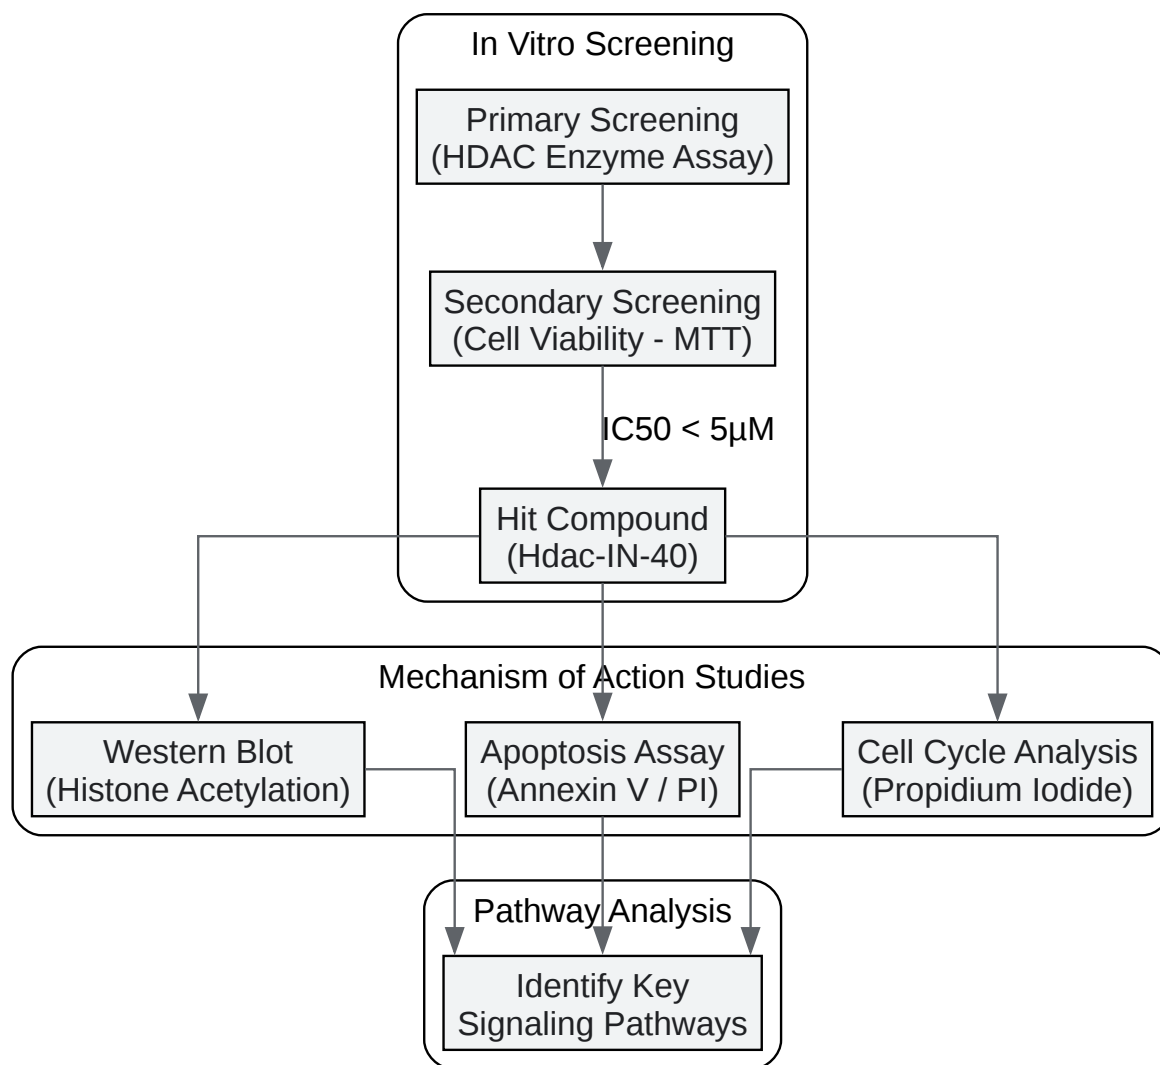 In Vitro Screening
Primary Screening
(HDAC Enzyme Assay)
Secondary Screening
(Cell Viability - MTT)
IC50 < 5µM
Hit Compound
(Hdac-IN-40)
Mechanism of Action Studies
Western Blot
(Histone Acetylation)
Apoptosis Assay
(Annexin V / PI)
Cell Cycle Analysis
(Propidium Iodide)
Pathway Analysis
Identify Key
Signaling Pathways